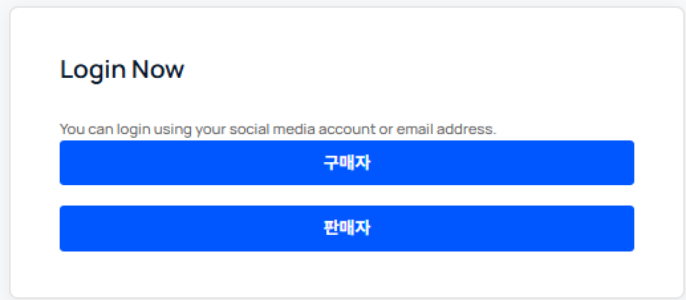 Login Now
You can login using your social media account or email address.
구매자
판매자